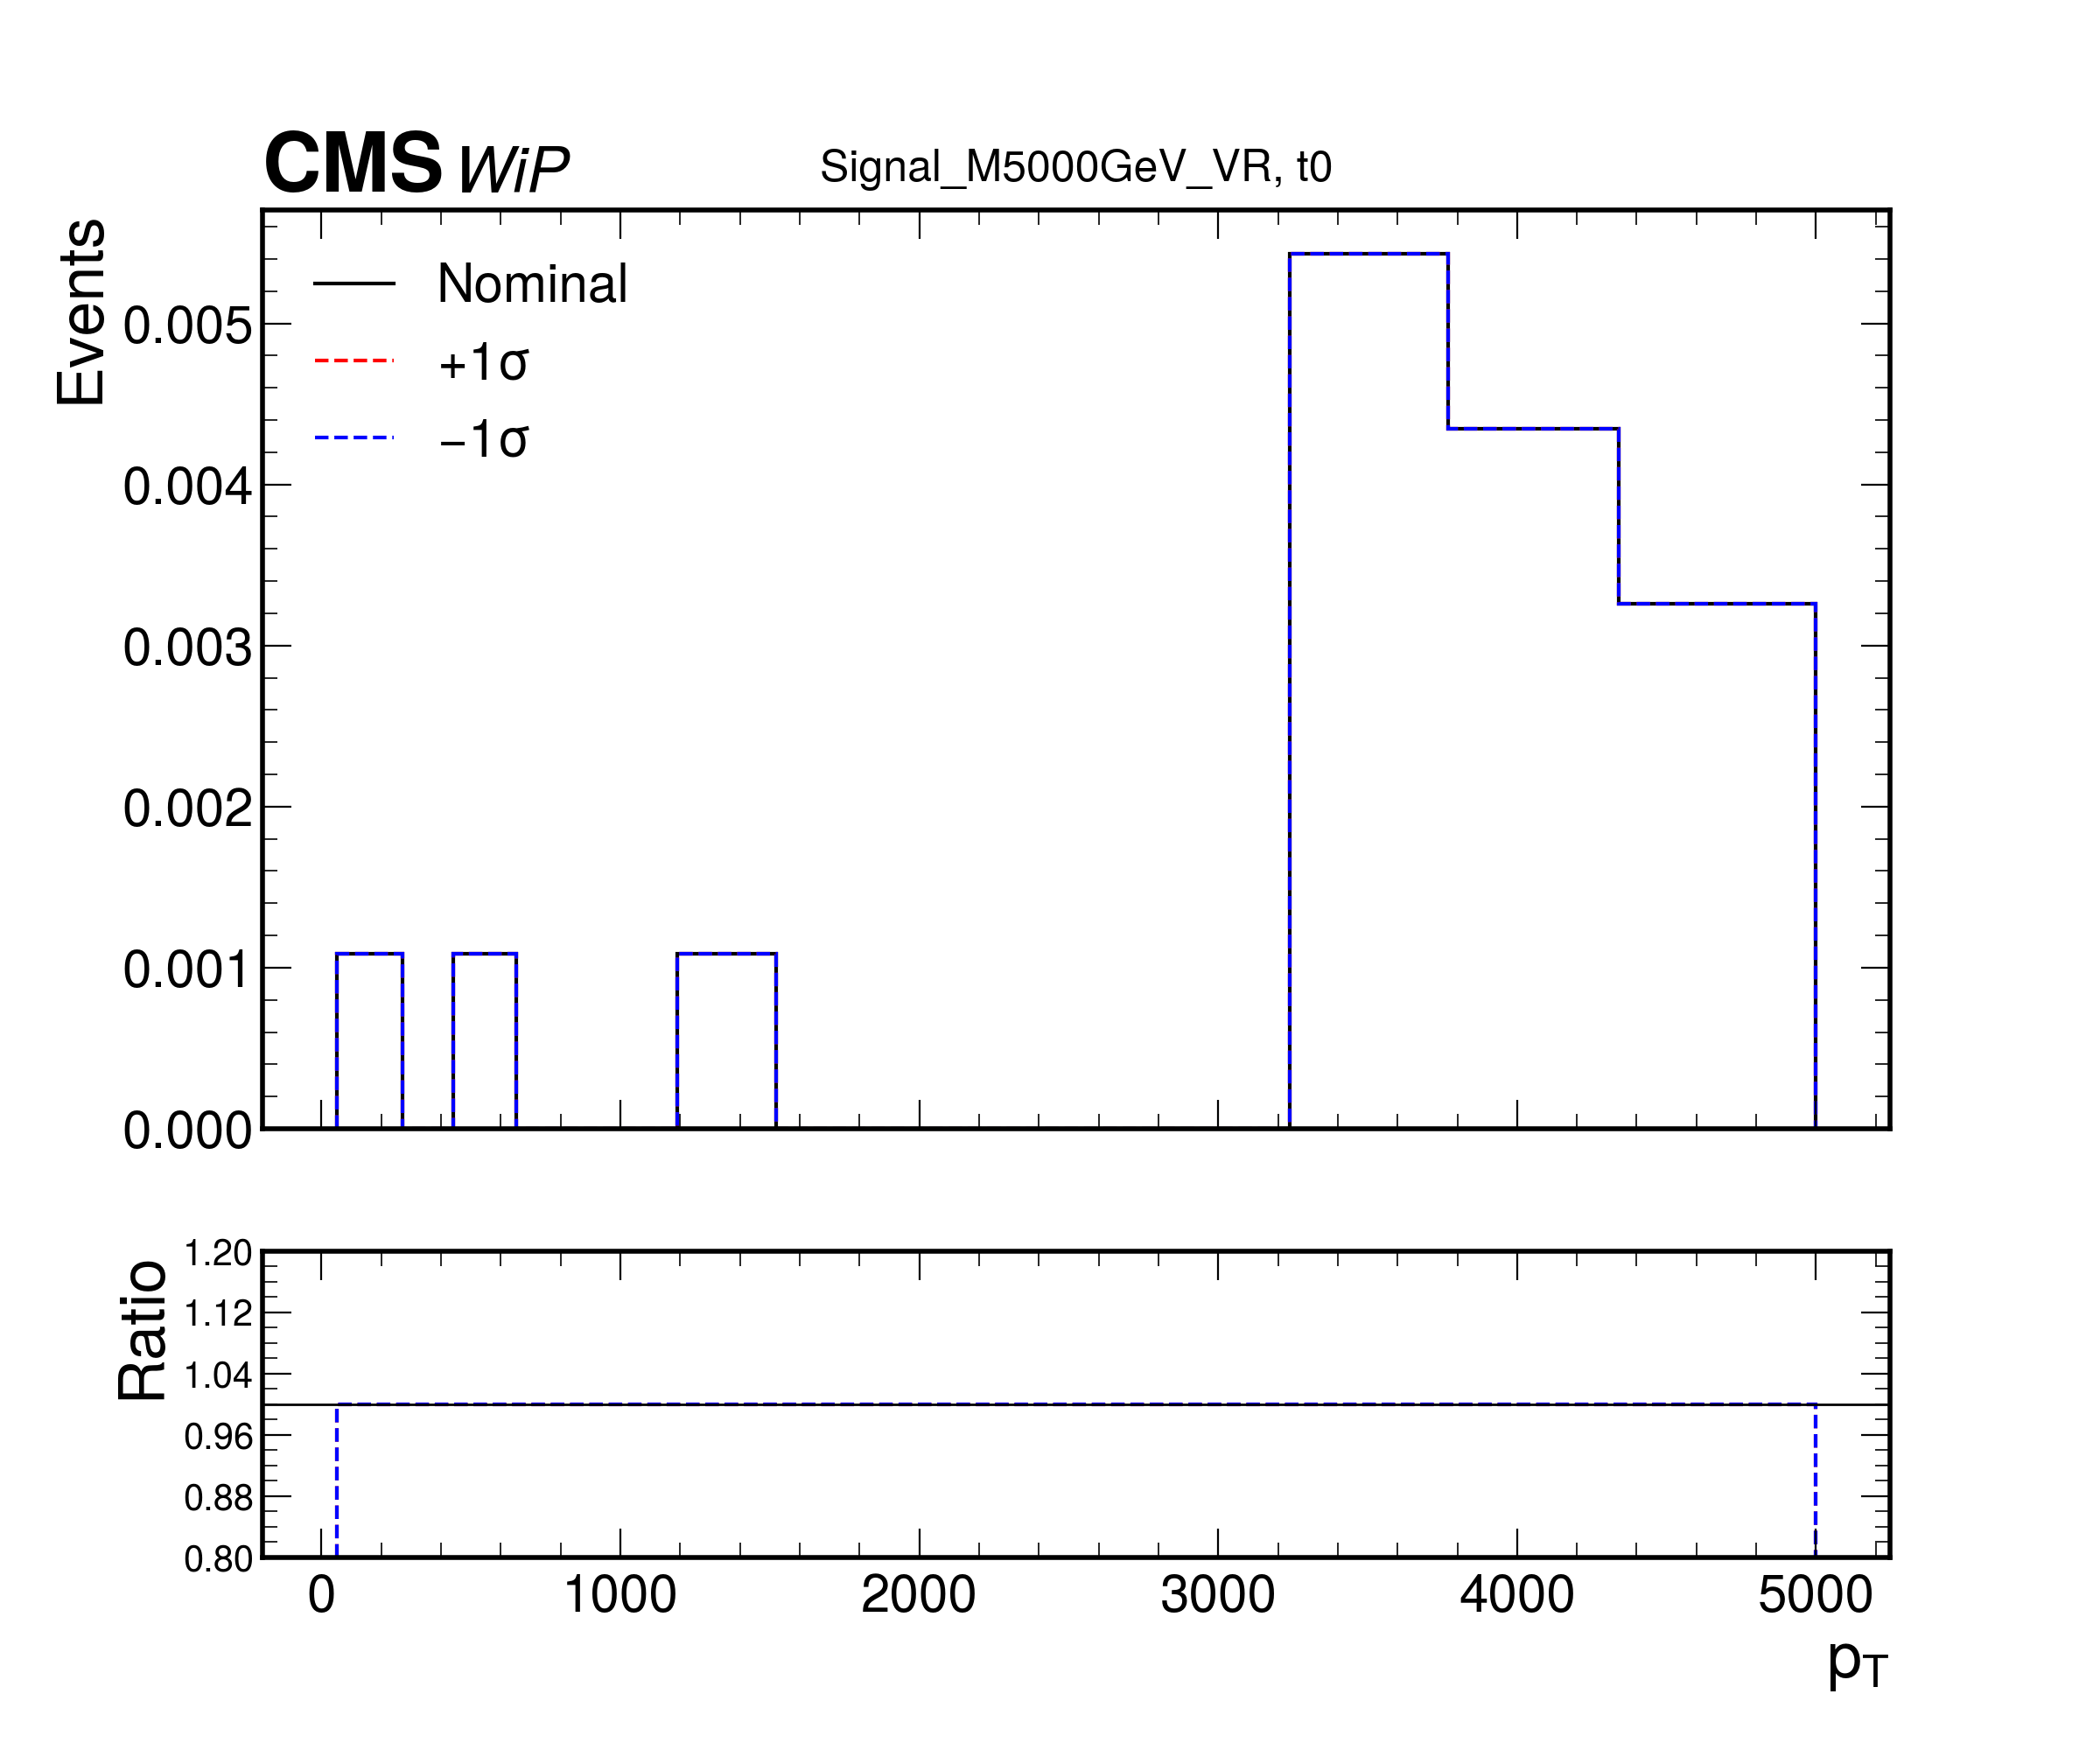 CMS WiP
Signal_M5000GeV_VR, t0
Events
Nominal
+1σ
−1σ
0.005
0.004
0.003
0.002
0.001
0.000
Ratio
1.20
1.12
1.04
0.96
0.88
0.80
0 1000 2000 3000 4000 5000
pT